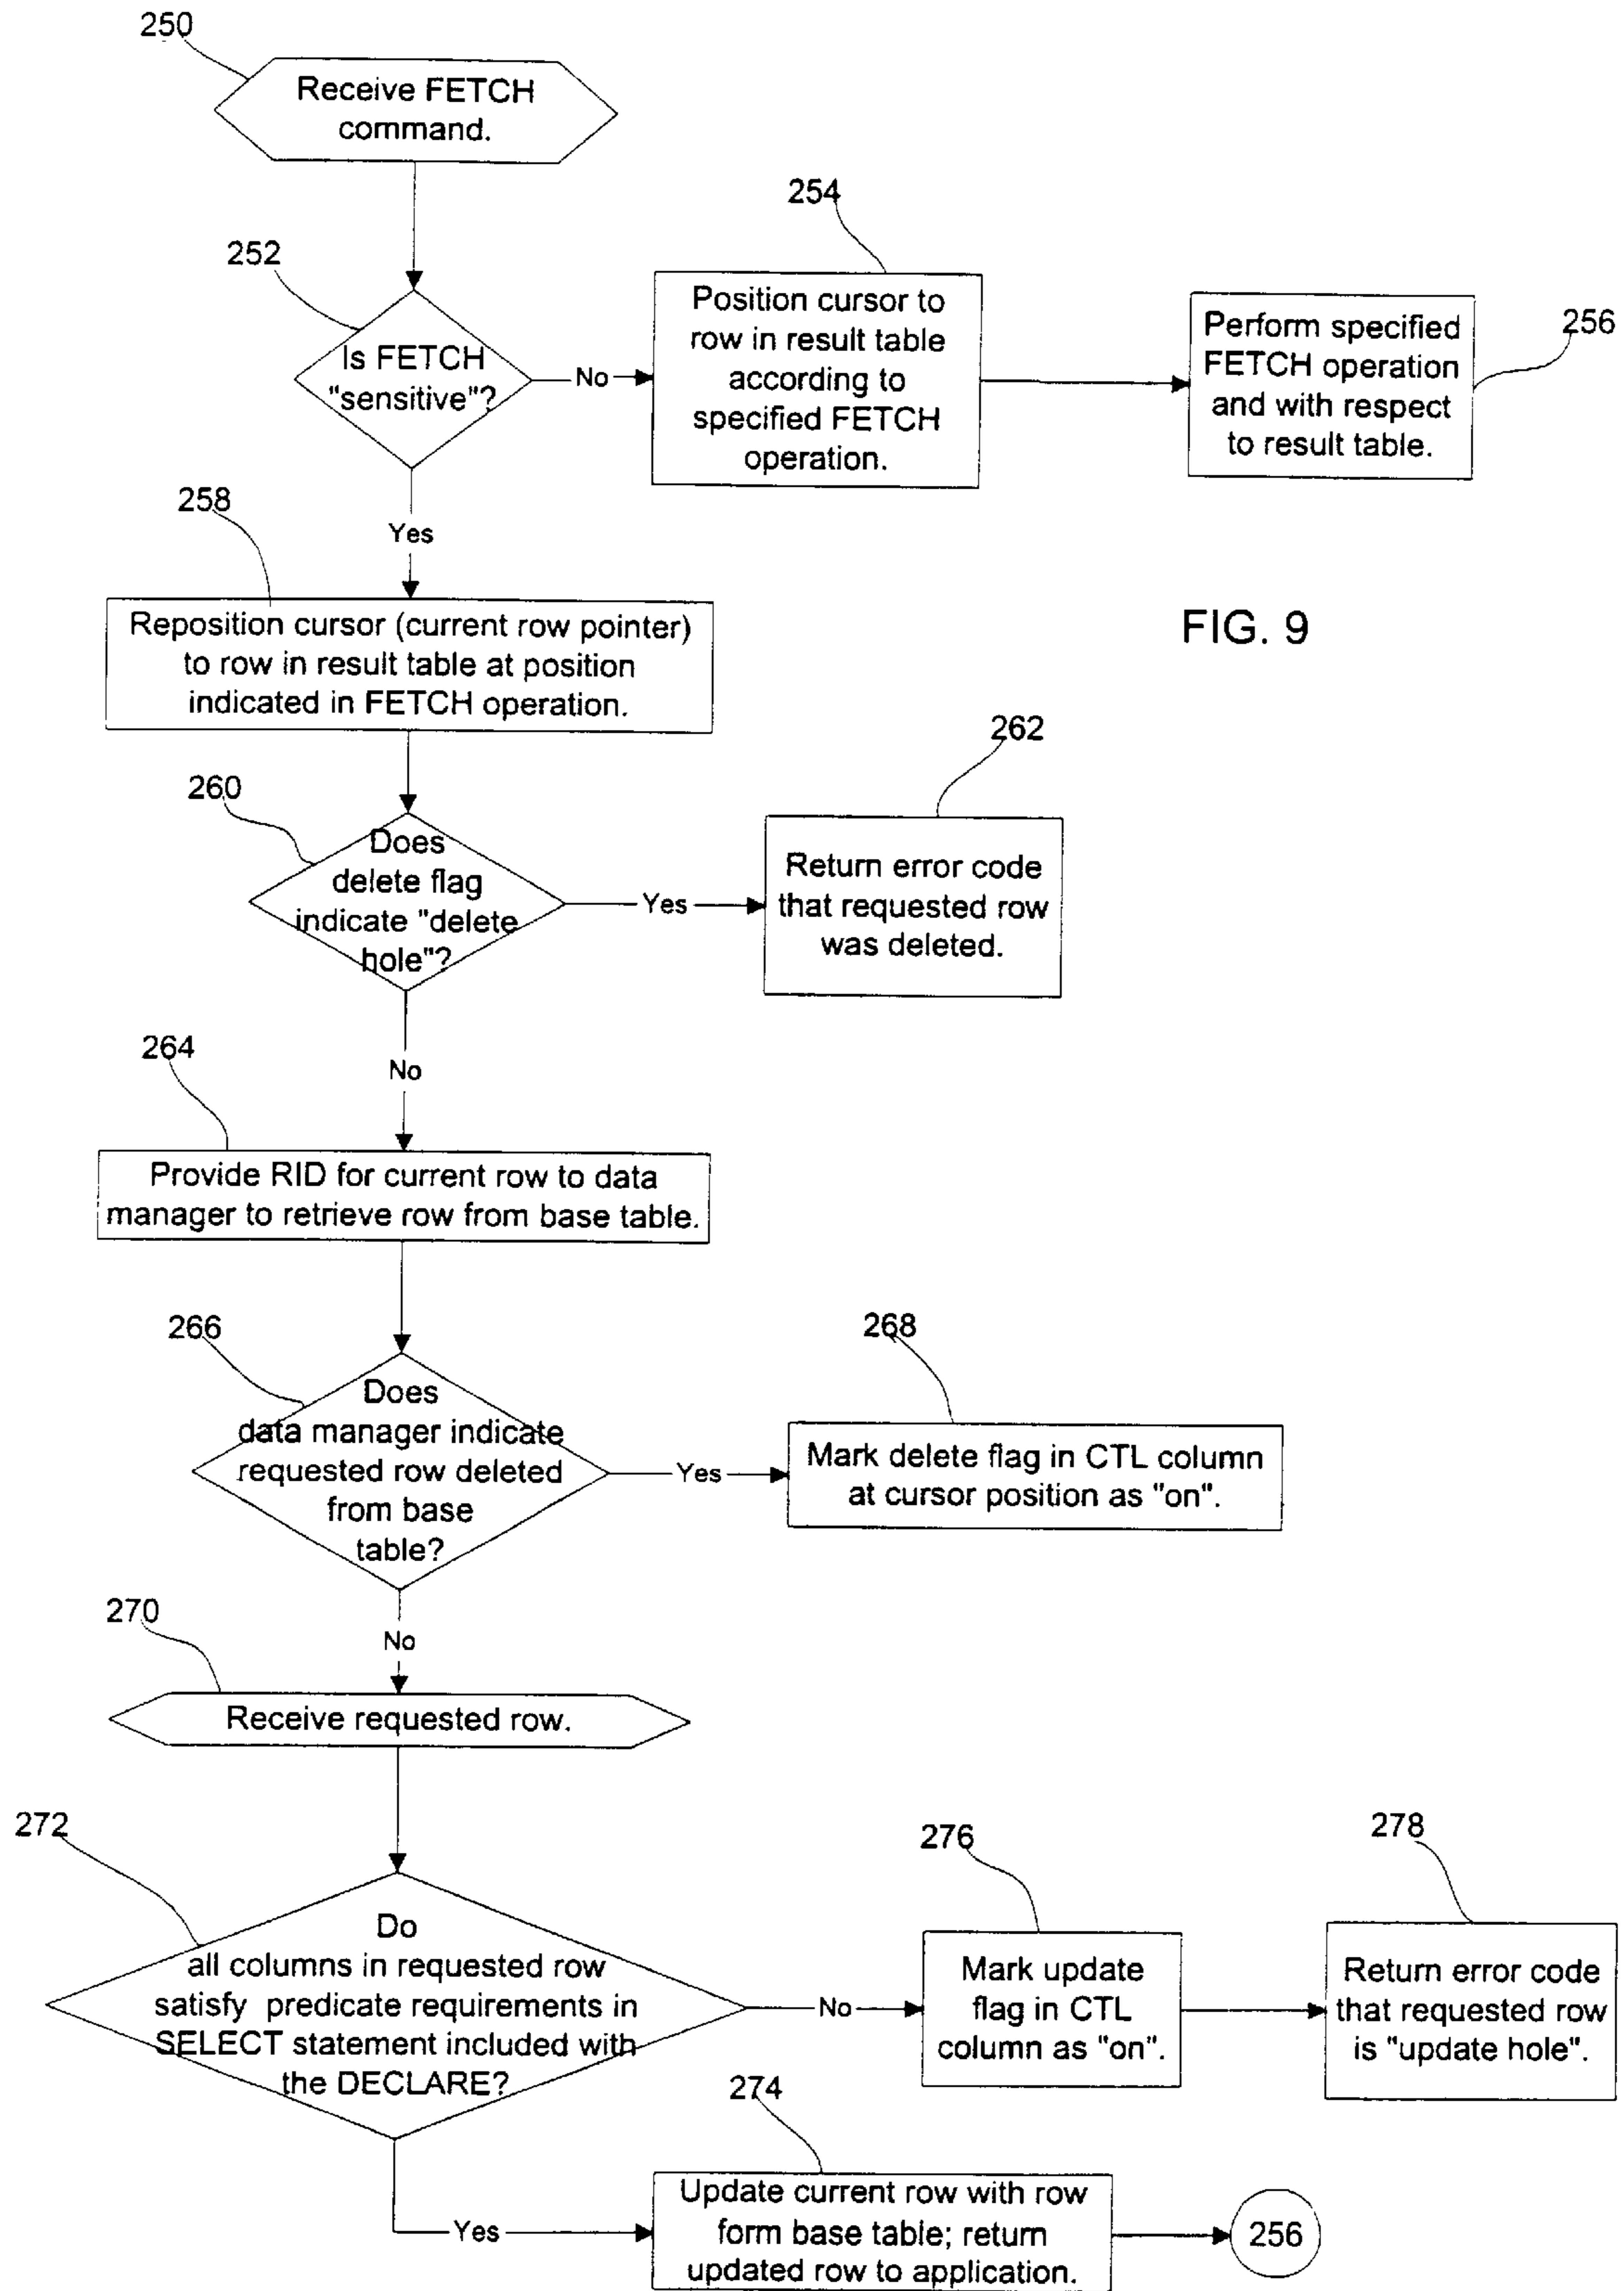 250
Receive FETCH
command.
252
Is FETCH
"sensitive"?
No
254
Position cursor to
row in result table
according to
specified FETCH
operation.
256
Perform specified
FETCH operation
and with respect
to result table.
Yes
258
Reposition cursor (current row pointer)
to row in result table at position
indicated in FETCH operation.
FIG. 9
260
Does
delete flag
indicate "delete
hole"?
Yes
262
Return error code
that requested row
was deleted.
No
264
Provide RID for current row to data
manager to retrieve row from base table.
266
Does
data manager indicate
requested row deleted
from base
table?
Yes
268
Mark delete flag in CTL column
at cursor position as "on".
No
270
Receive requested row.
272
Do
all columns in requested row
satisfy predicate requirements in
SELECT statement included with
the DECLARE?
No
276
Mark update
flag in CTL
column as "on".
278
Return error code
that requested row
is "update hole".
Yes
274
Update current row with row
form base table; return
updated row to application.
256